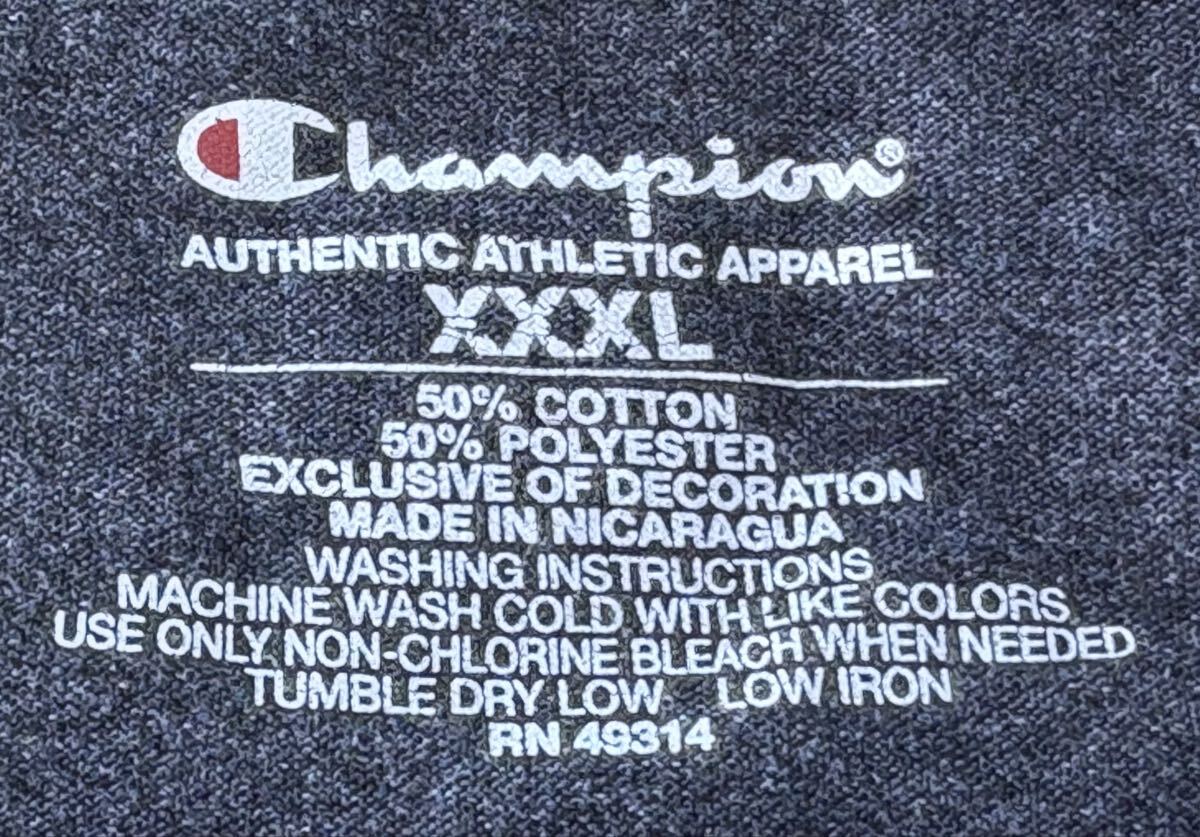 Champion®
AUTHENTIC ATHLETIC APPAREL
XXXL
50% COTTON
50% POLYESTER
EXCLUSIVE OF DECORATION
MADE IN NICARAGUA
WASHING INSTRUCTIONS
MACHINE WASH COLD WITH LIKE COLORS
USE ONLY NON-CHLORINE BLEACH WHEN NEEDED
TUMBLE DRY LOW LOW IRON
RN 49314